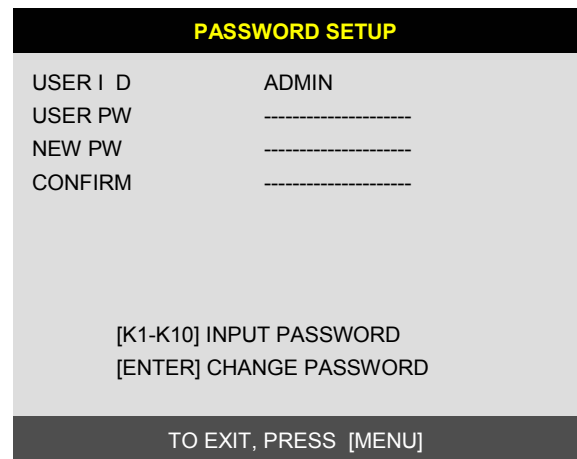 PASSWORD SETUP
USER I D ADMIN
USER PW ---------------------
NEW PW ---------------------
CONFIRM ---------------------
[K1-K10] INPUT PASSWORD
[ENTER] CHANGE PASSWORD
TO EXIT, PRESS [MENU]